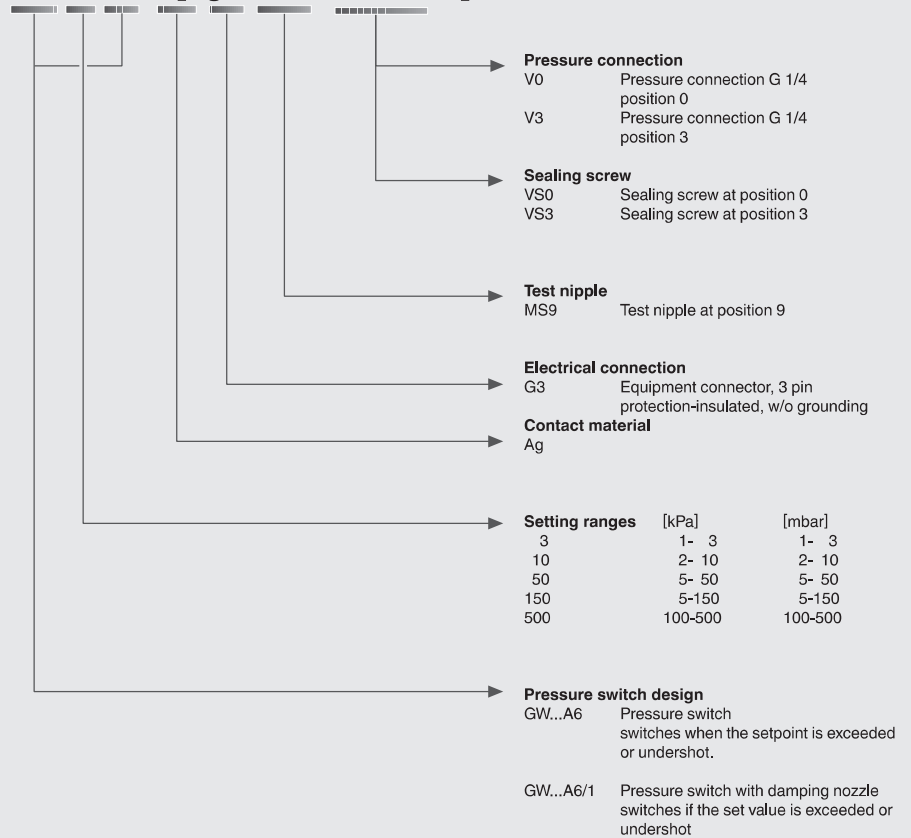 Pressure connection
V0 Pressure connection G 1/4
position 0
V3 Pressure connection G 1/4
position 3
Sealing screw
VS0 Sealing screw at position 0
VS3 Sealing screw at position 3
Test nipple
MS9 Test nipple at position 9
Electrical connection
G3 Equipment connector, 3 pin
protection-insulated, w/o grounding
Contact material
Ag
Setting ranges [kPa] [mbar]
3 1- 3 1- 3
10 2- 10 2- 10
50 5- 50 5- 50
150 5-150 5-150
500 100-500 100-500
Pressure switch design
GW...A6 Pressure switch
switches when the setpoint is exceeded
or undershot.
GW...A6/1 Pressure switch with damping nozzle
switches if the set value is exceeded or
undershot